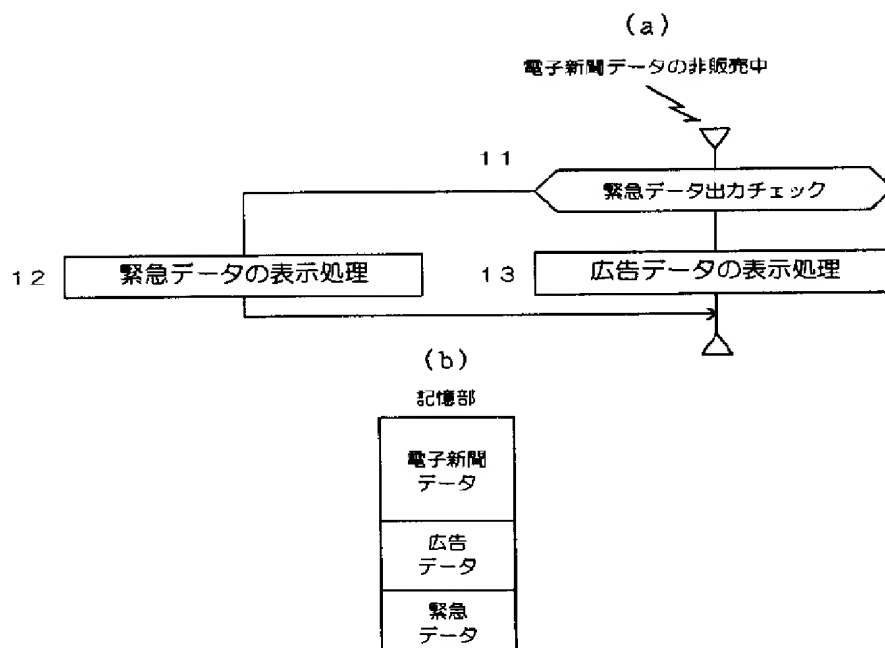 (a)
電子新聞データの非販売中
11
緊急データ出力チェック
12
緊急データの表示処理
13
広告データの表示処理
(b)
記憶部
電子新聞
データ
広告
データ
緊急
データ